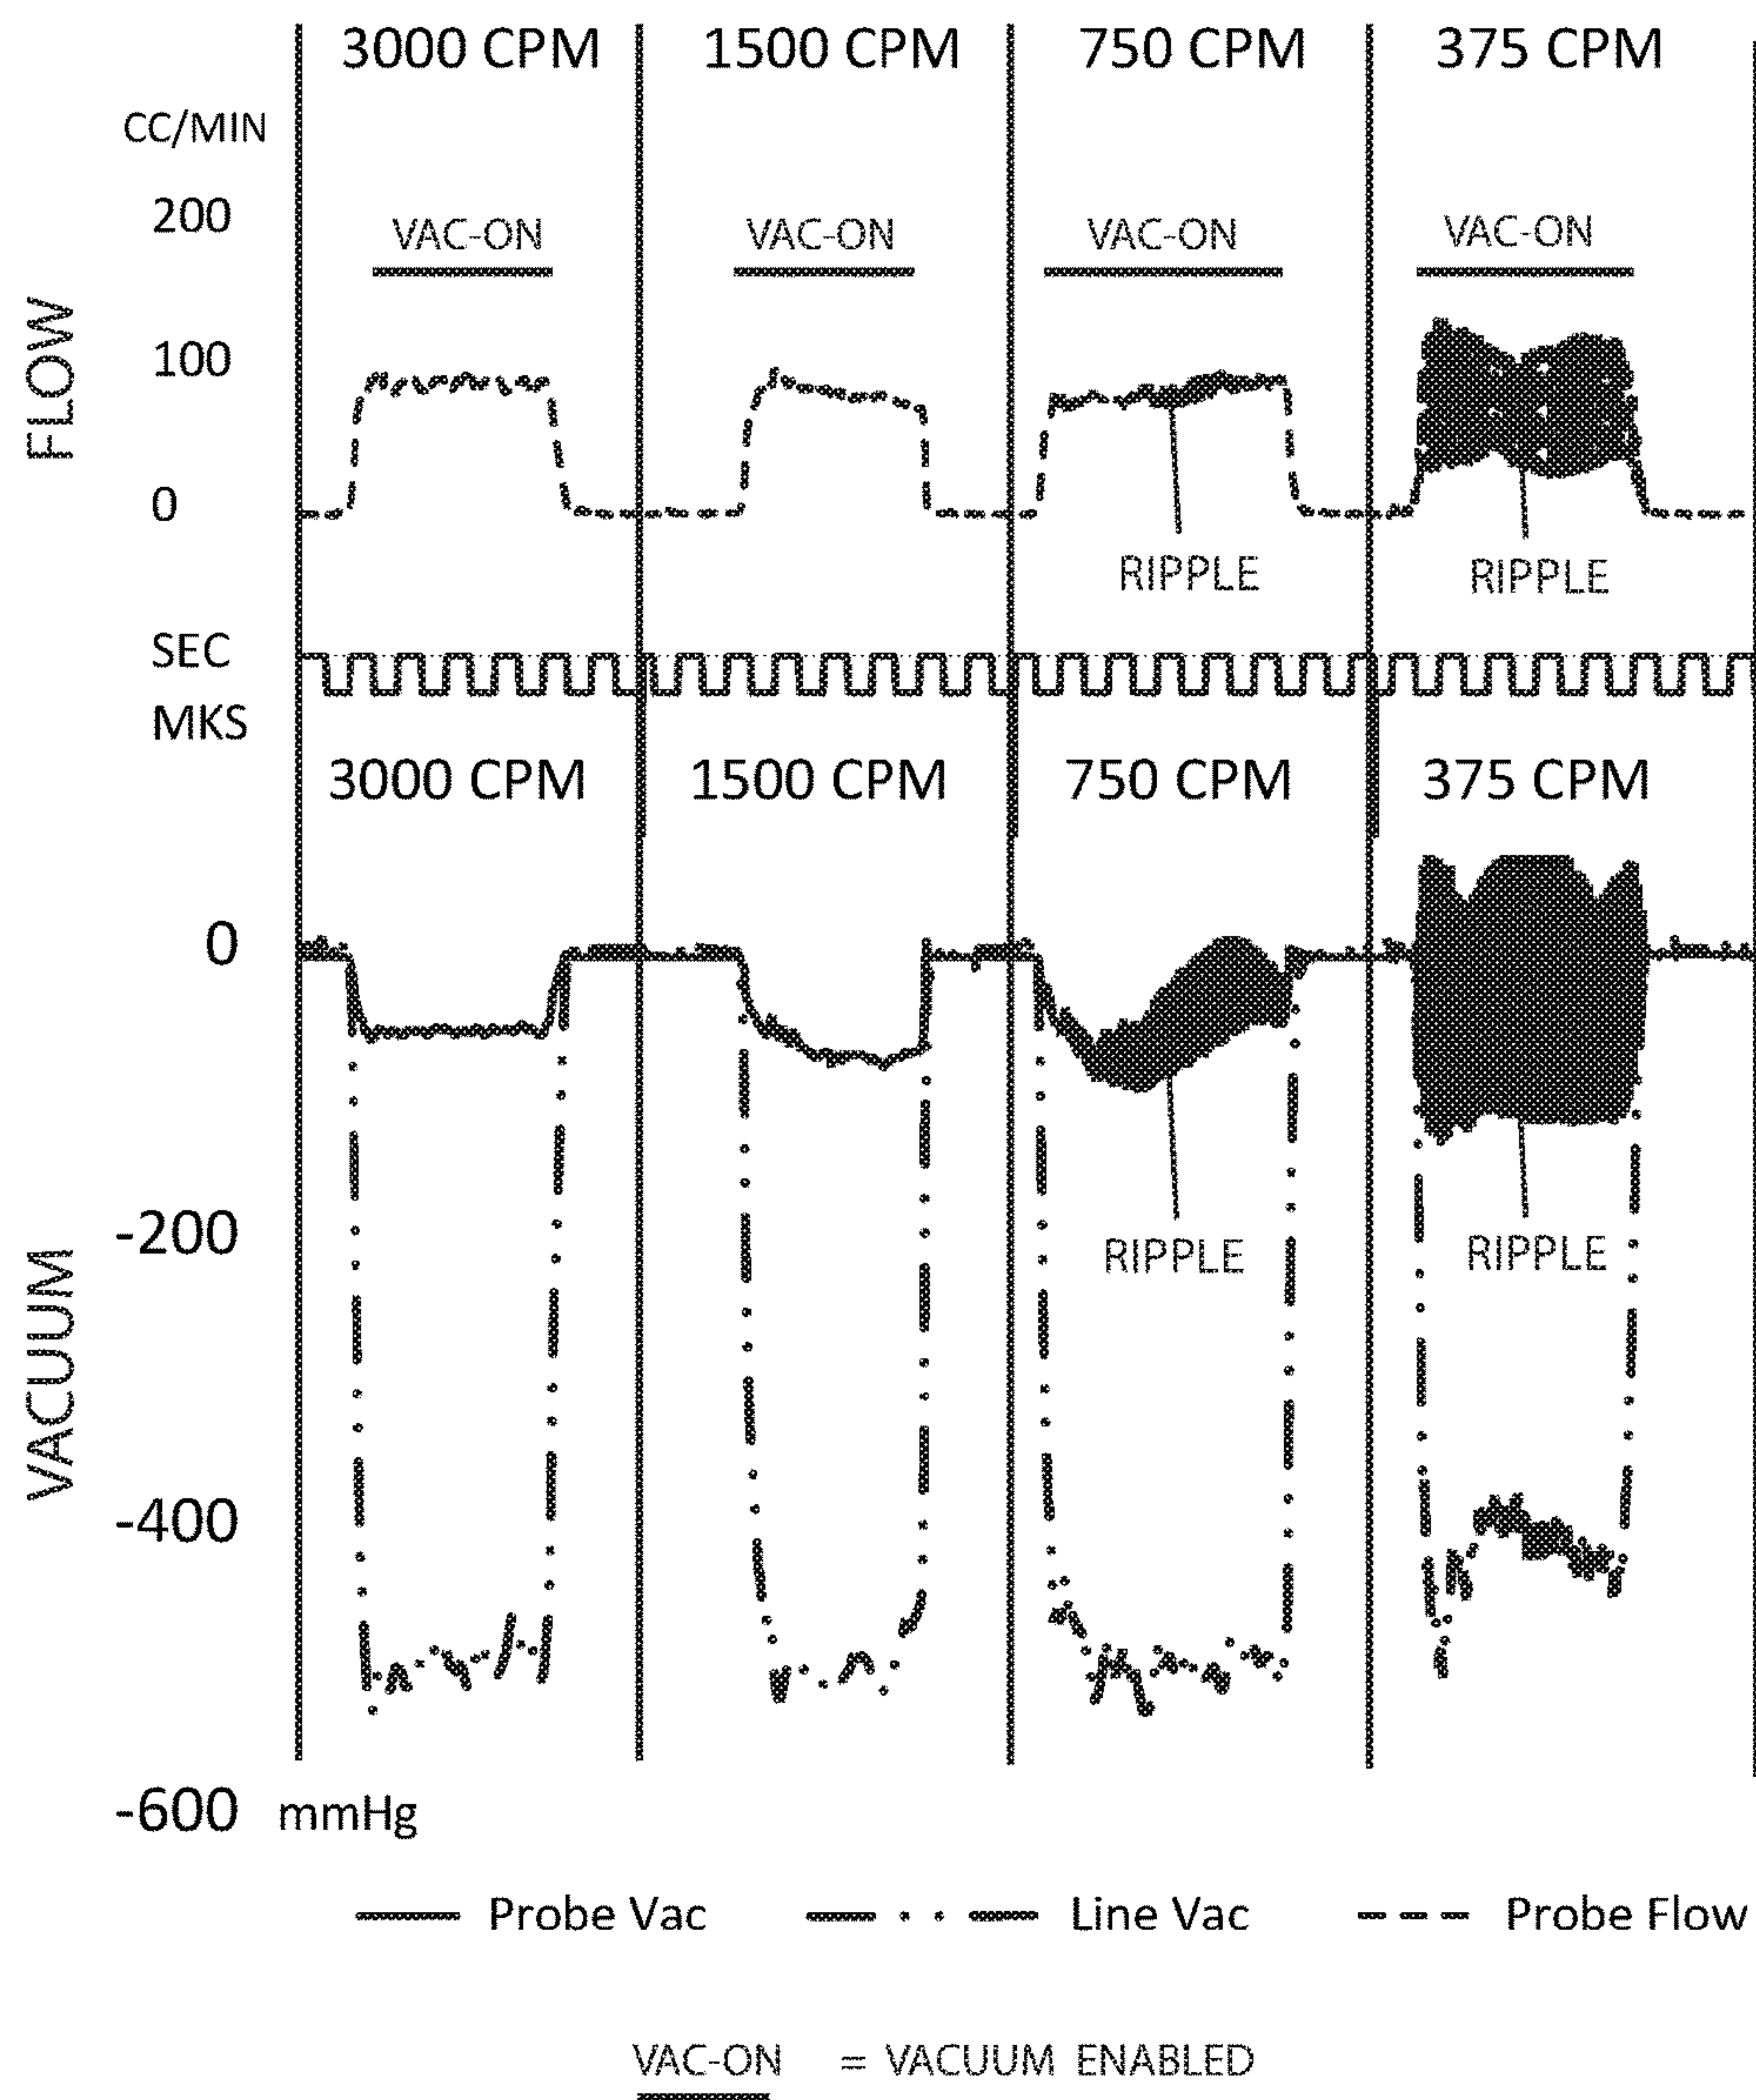 3000 CPM 1500 CPM 750 CPM 375 CPM
CC/MIN
200
VAC-ON VAC-ON VAC-ON VAC-ON
FLOW
100
0
RIPPLE RIPPLE
SEC
MKS
3000 CPM 1500 CPM 750 CPM 375 CPM
0
-200
RIPPLE RIPPLE
VACUUM
-400
-600 mmHg
Probe Vac Line Vac Probe Flow
VAC-ON = VACUUM ENABLED